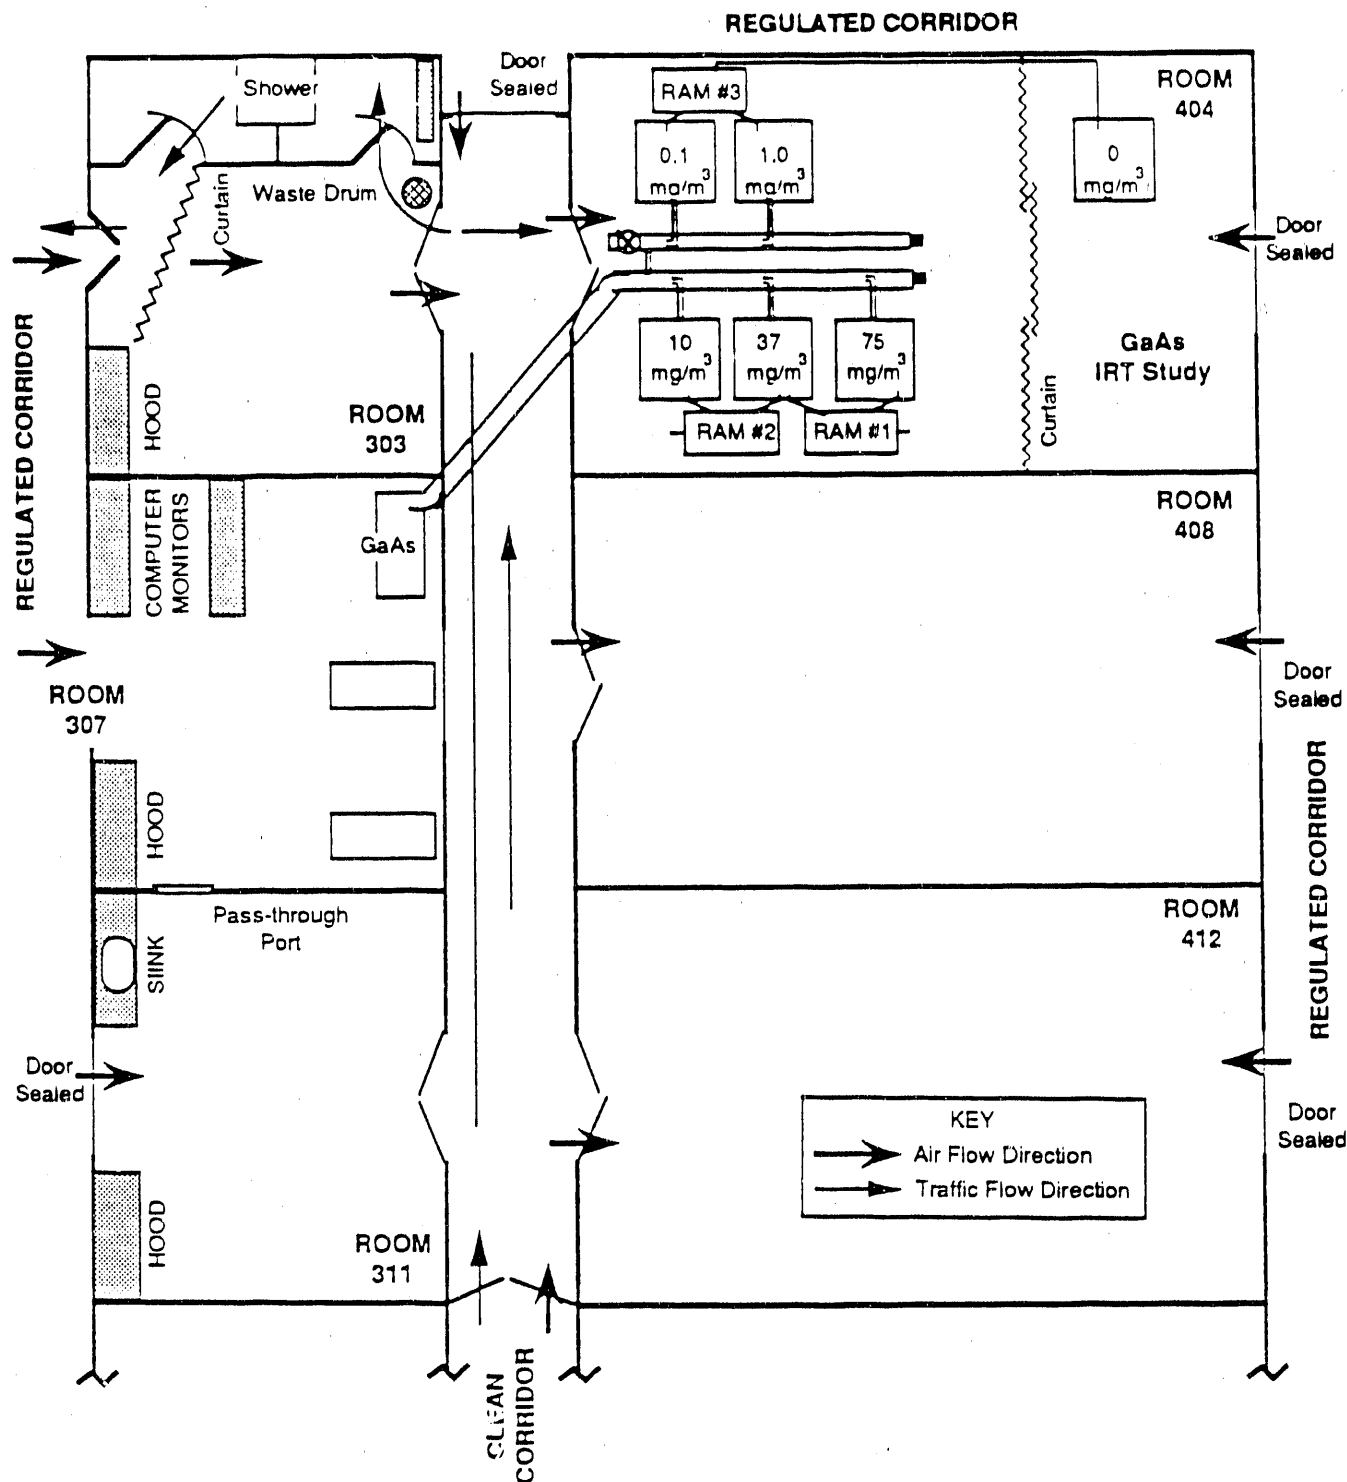 REGULATED CORRIDOR
Door
Sealed
Shower
RAM #3
ROOM
404
0.1
mg/m³
1.0
mg/m³
0
mg/m³
Waste Drum
Curtain
Door
Sealed
REGULATED CORRIDOR
10
mg/m³
37
mg/m³
75
mg/m³
GaAs
IRT Study
HOOD
ROOM
303
RAM #2
RAM #1
Curtain
COMPUTER
MONITORS
GaAs
ROOM
408
ROOM
307
Door
Sealed
HOOD
REGULATED CORRIDOR
Pass-through
Port
ROOM
412
SIINK
Door
Sealed
KEY
Air Flow Direction
Traffic Flow Direction
Door
Sealed
HOOD
ROOM
311
CLEAN
CORRIDOR